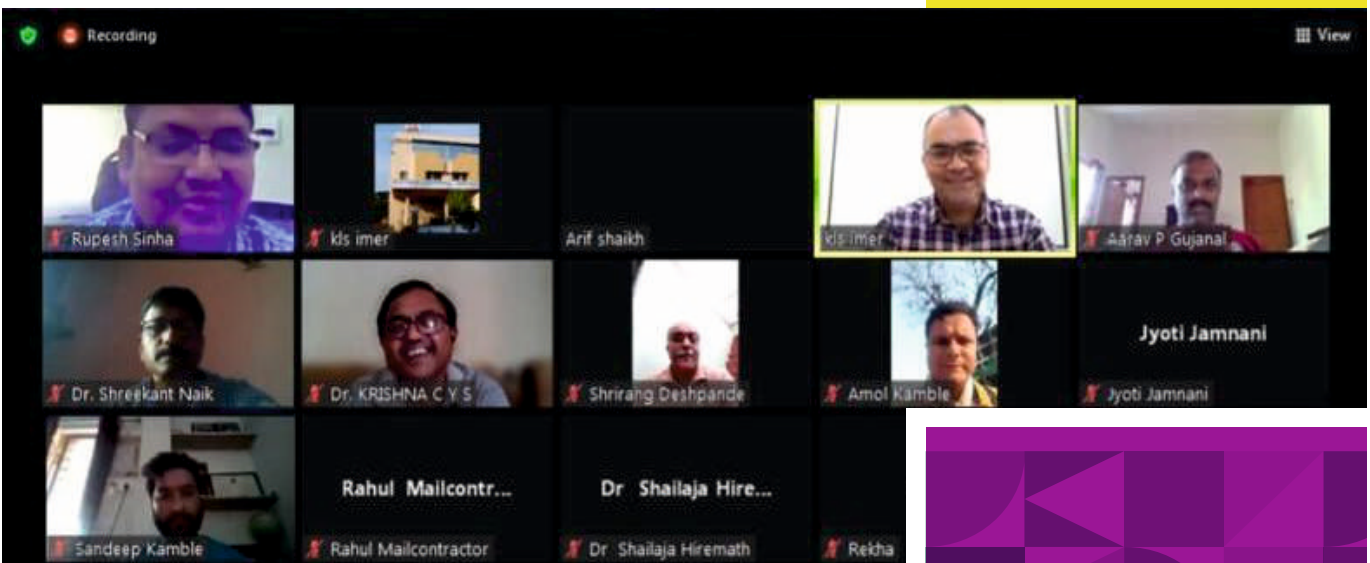 Recording
View
Rupesh Sinha
kls imer
Arif shaikh
kls imer
Aarav P Gujanal
Dr. Shreekant Naik
Dr. KRISHNA C Y S
Shrirang Deshpande
Amol Kamble
Jyoti Jamnani
Jyoti Jamnani
Sandeep Kamble
Rahul Mailcontr...
Rahul Mailcontractor
Dr Shailaja Hire...
Dr Shailaja Hiremath
Rekha